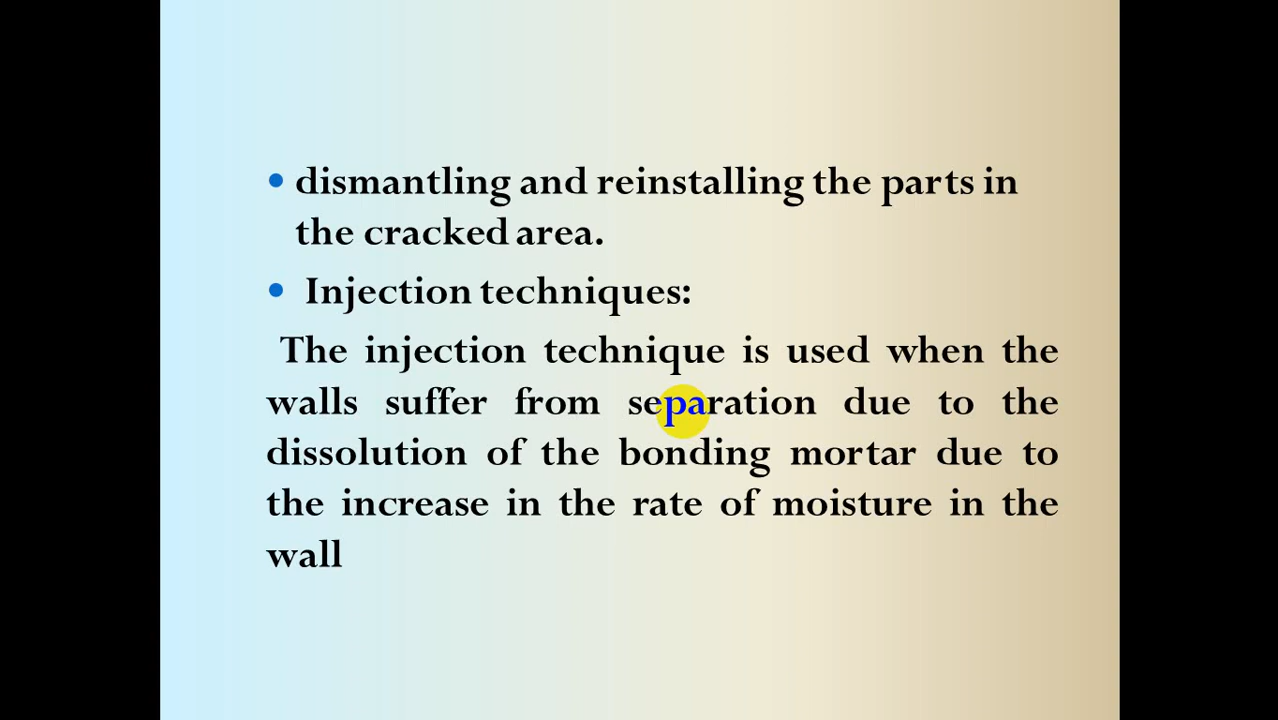 • dismantling and reinstalling the parts in
the cracked area.
• Injection techniques:
The injection technique is used when the
walls suffer from separation due to the
dissolution of the bonding mortar due to
the increase in the rate of moisture in the
wall